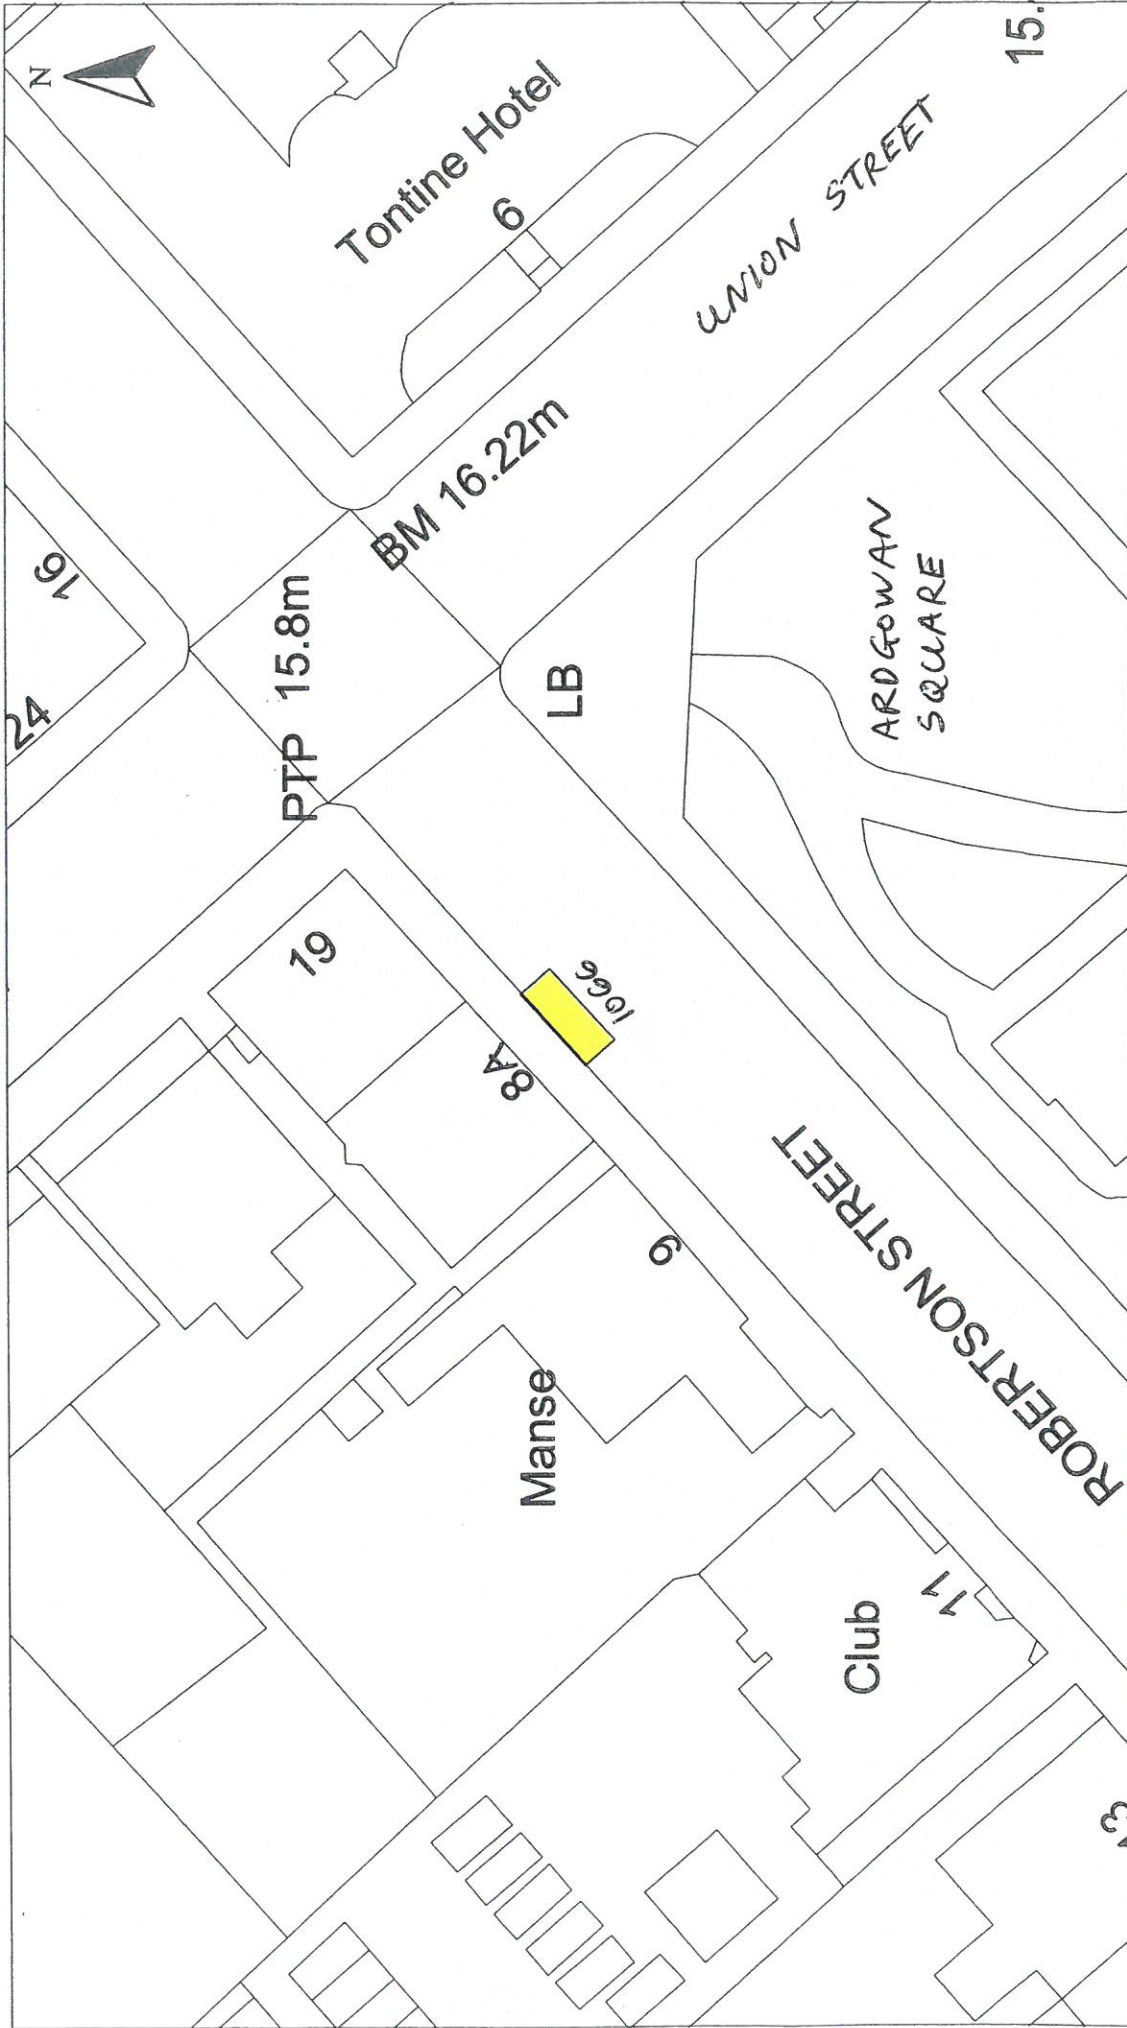 N
Tontine Hotel
6
UNION STREET
15.
16
24
BM 16.22m
PTP 15.8m
LB
ARDGOWAN
SQUARE
19
8A
1066
9
ROBERTSON STREET
Manse
Club
11
13